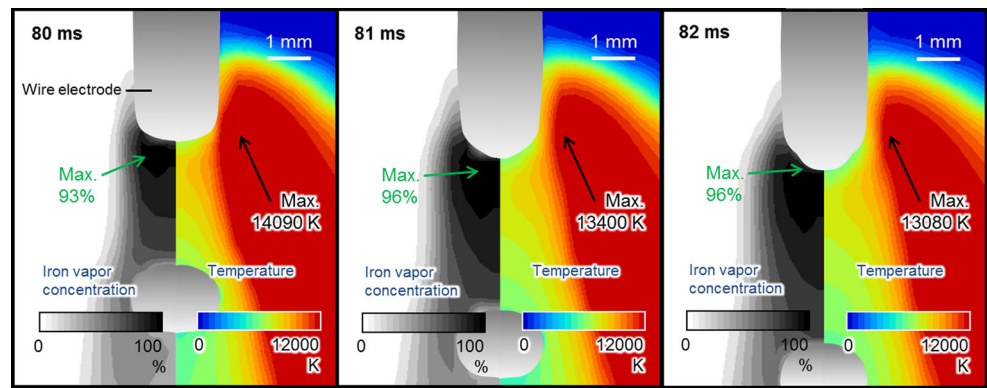 80 ms
1 mm
Wire electrode
Max.
93%
Max.
14090 K
Iron vapor
concentration
Temperature
0
100
%
0
12000
K
81 ms
1 mm
Max.
96%
Max.
13400 K
Iron vapor
concentration
Temperature
0
100
%
0
12000
K
82 ms
1 mm
Max.
96%
Max.
13080 K
Iron vapor
concentration
Temperature
0
100
%
0
12000
K